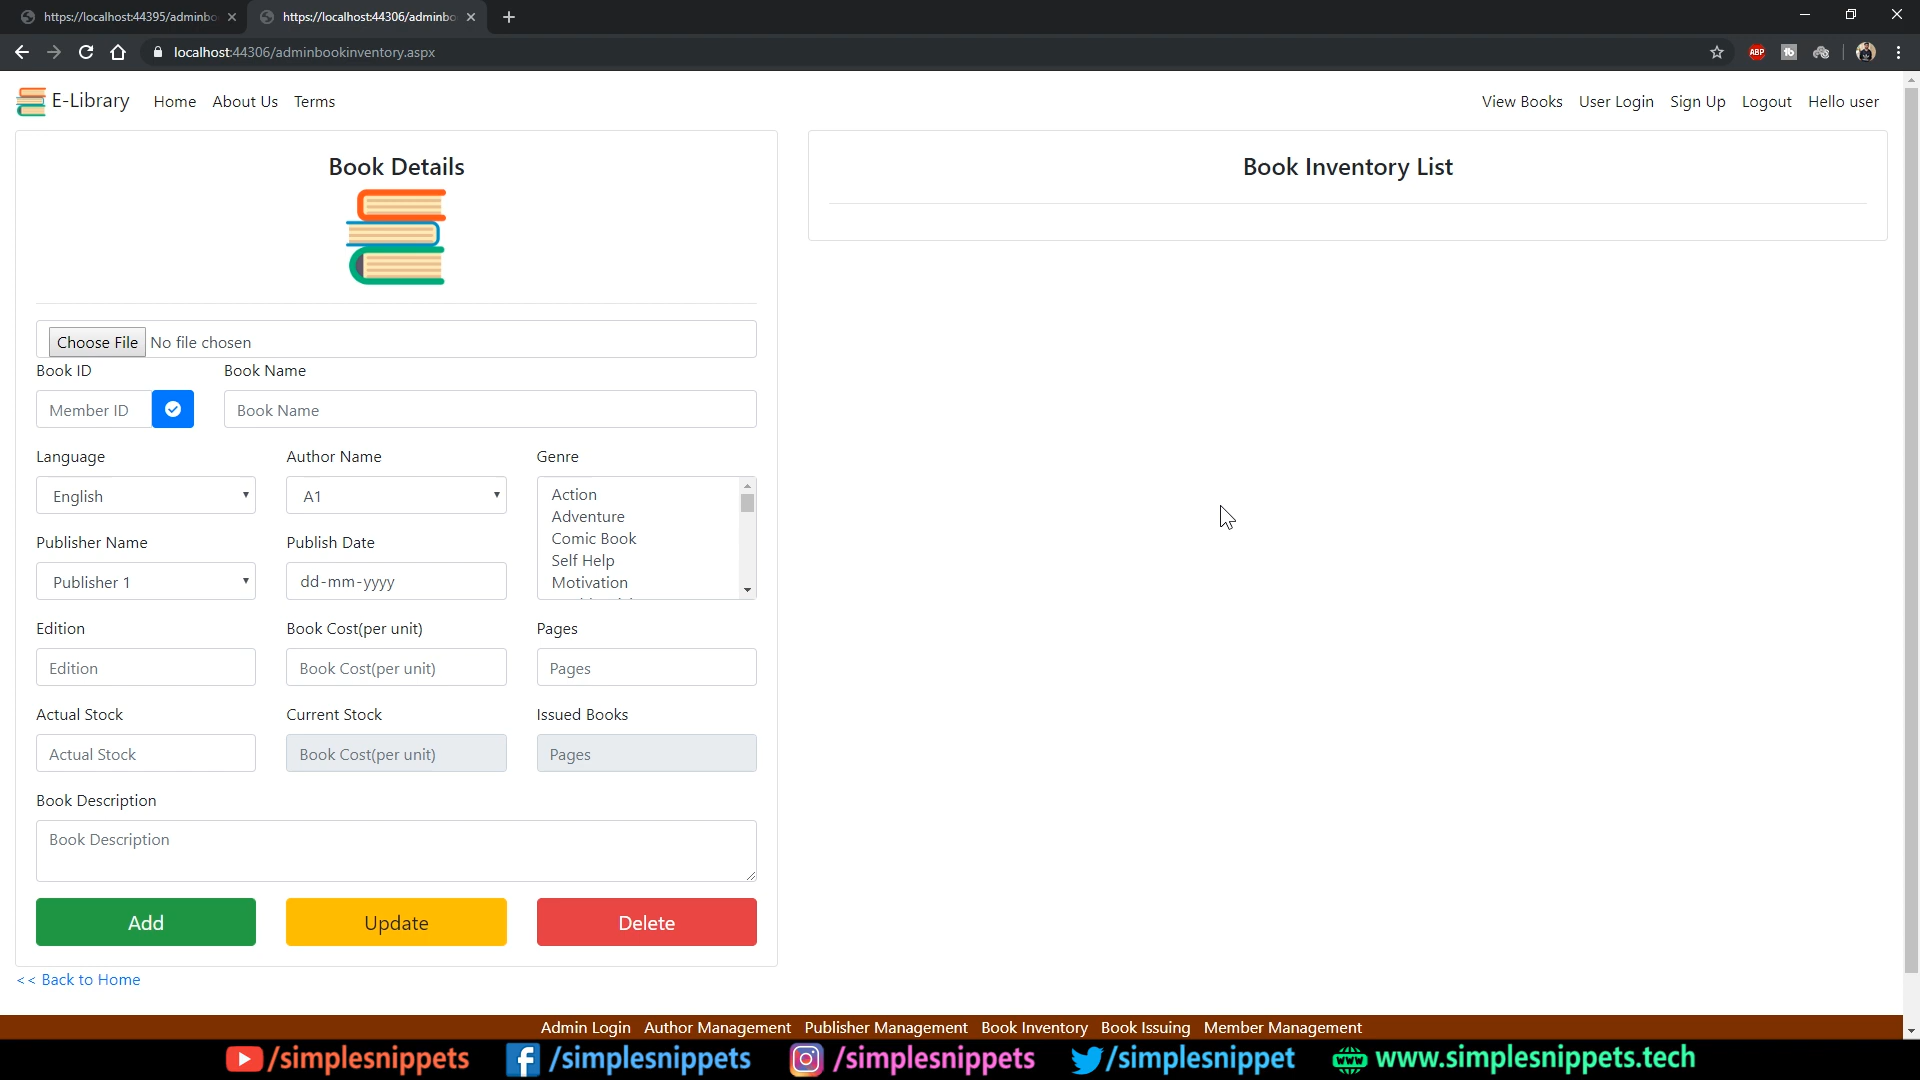 https://localhost:44395/adminbo
https://localhost:44306/adminbo
localhost:44306/adminbookinventory.aspx
ABP
E-Library Home About Us Terms
View Books User Login Sign Up Logout Hello user
Book Details
Book Inventory List
Choose File No file chosen
Book ID Book Name
Member ID Book Name
Language Author Name Genre
English A1
Action
Adventure
Comic Book
Self Help
Motivation
Publisher Name Publish Date
Publisher 1 dd-mm-yyyy
Edition Book Cost(per unit) Pages
Edition Book Cost(per unit) Pages
Actual Stock Current Stock Issued Books
Actual Stock Book Cost(per unit) Pages
Book Description
Book Description
Add Update Delete
<< Back to Home
Admin Login Author Management Publisher Management Book Inventory Book Issuing Member Management
/simplesnippets /simplesnippets /simplesnippets /simplesnippet www.simplesnippets.tech